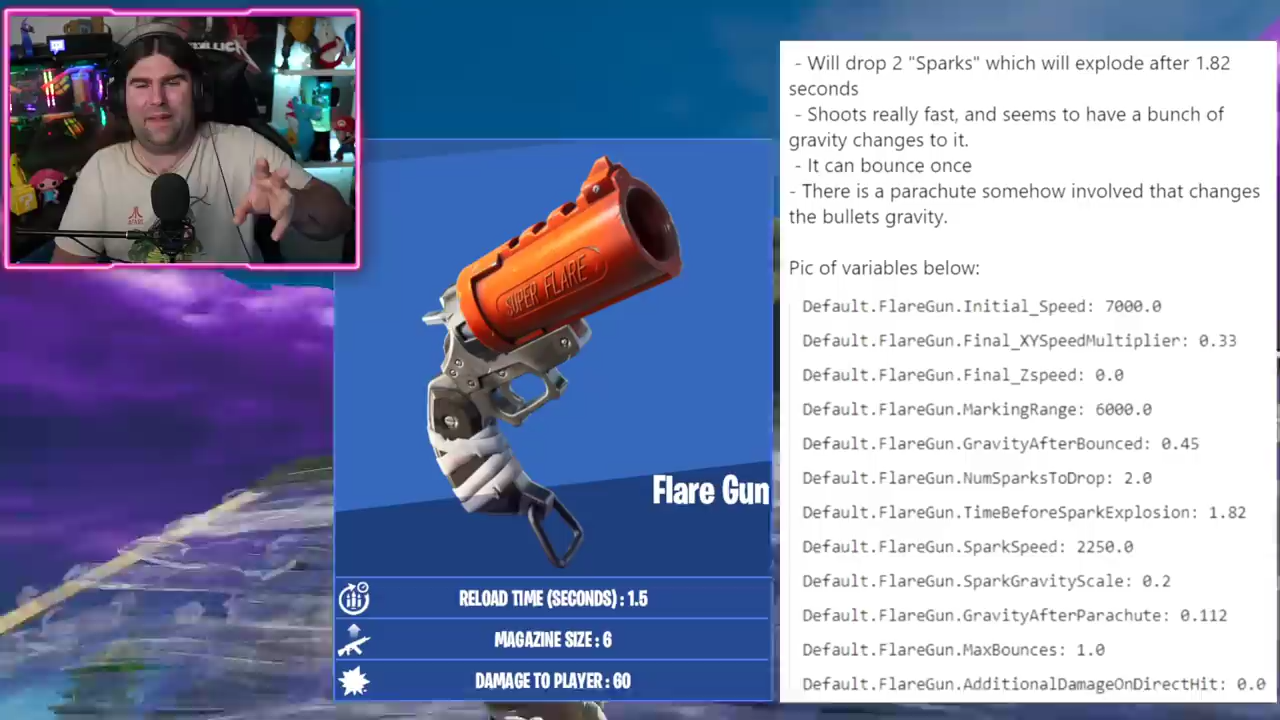 METALLICA
ATARI
SUPER FLARE
Flare Gun
RELOAD TIME (SECONDS) : 1.5
MAGAZINE SIZE : 6
DAMAGE TO PLAYER : 60
- Will drop 2 "Sparks" which will explode after 1.82
seconds
- Shoots really fast, and seems to have a bunch of
gravity changes to it.
- It can bounce once
- There is a parachute somehow involved that changes
the bullets gravity.
Pic of variables below:
Default.FlareGun.Initial_Speed: 7000.0
Default.FlareGun.Final_XYSpeedMultiplier: 0.33
Default.FlareGun.Final_Zspeed: 0.0
Default.FlareGun.MarkingRange: 6000.0
Default.FlareGun.GravityAfterBounced: 0.45
Default.FlareGun.NumSparksToDrop: 2.0
Default.FlareGun.TimeBeforeSparkExplosion: 1.82
Default.FlareGun.SparkSpeed: 2250.0
Default.FlareGun.SparkGravityScale: 0.2
Default.FlareGun.GravityAfterParachute: 0.112
Default.FlareGun.MaxBounces: 1.0
Default.FlareGun.AdditionalDamageOnDirectHit: 0.0